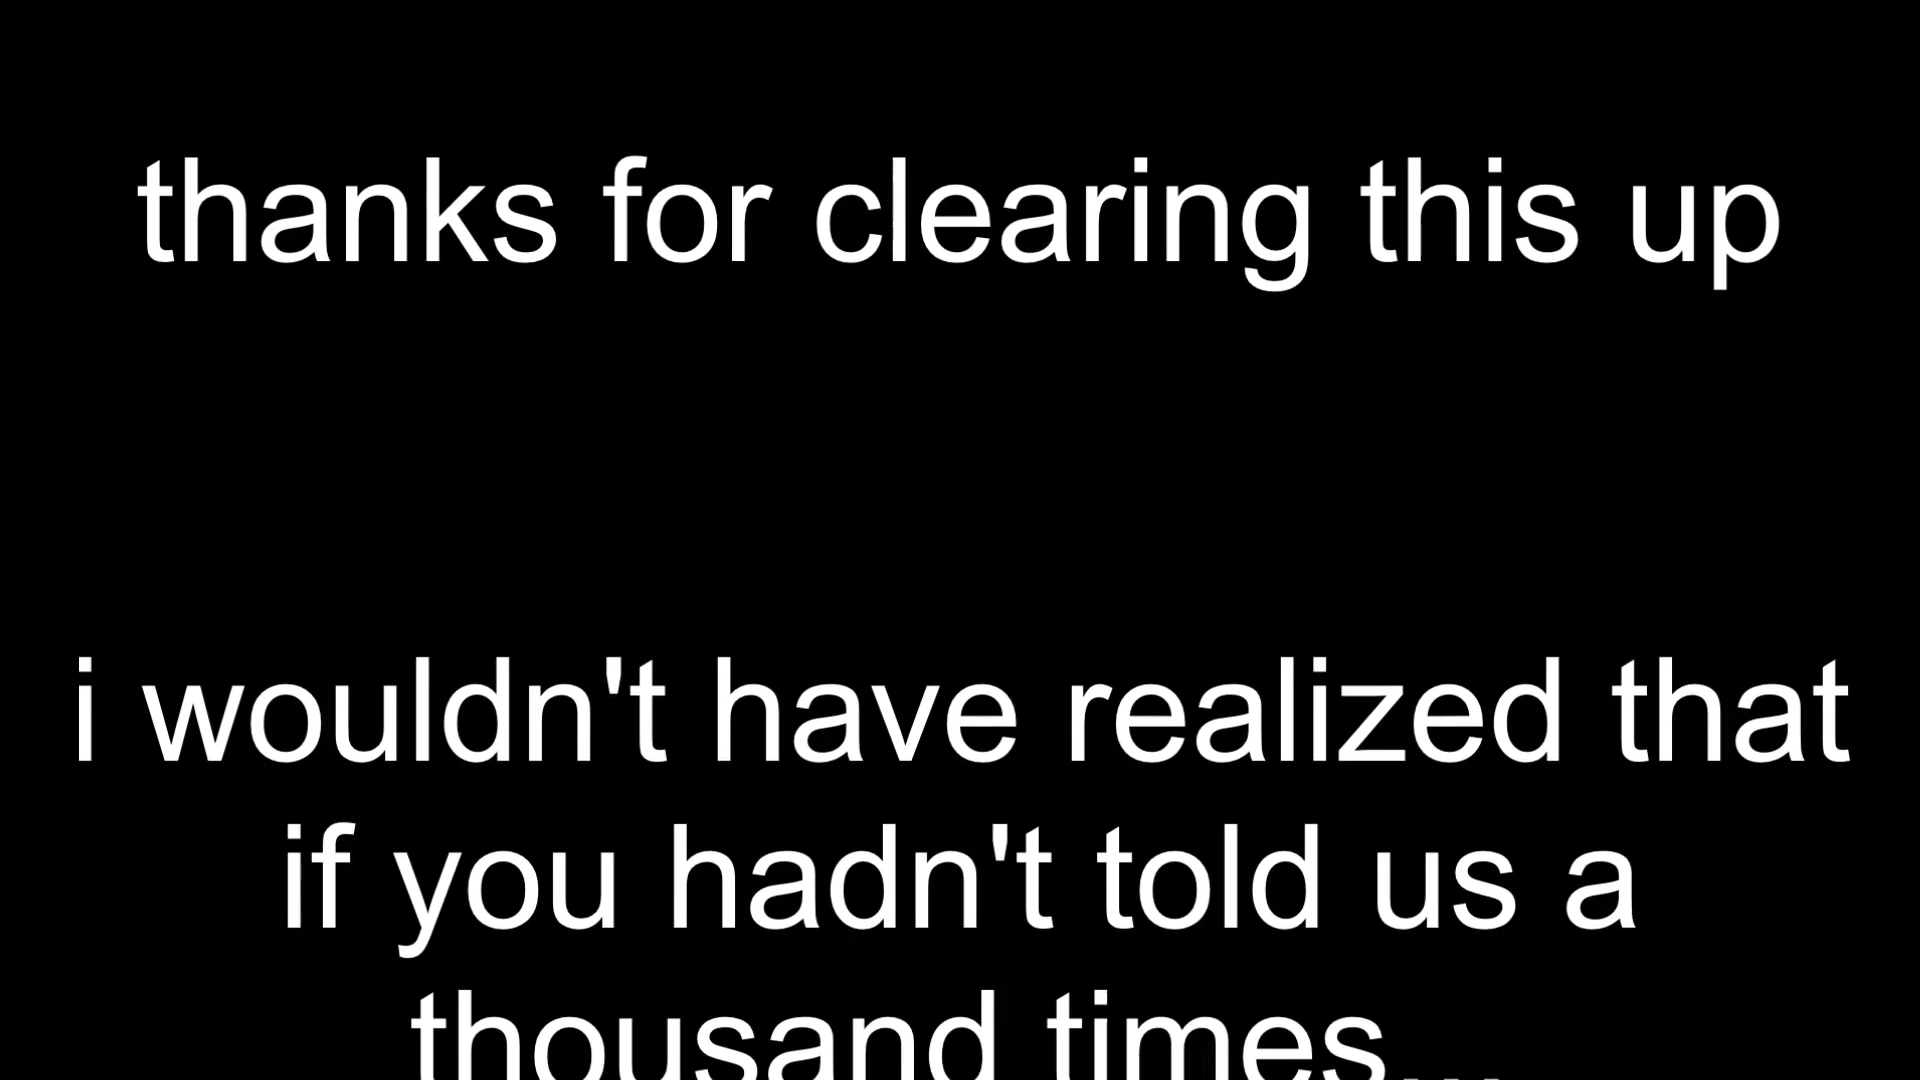 thanks for clearing this up
i wouldn't have realized that
if you hadn't told us a
thousand times...